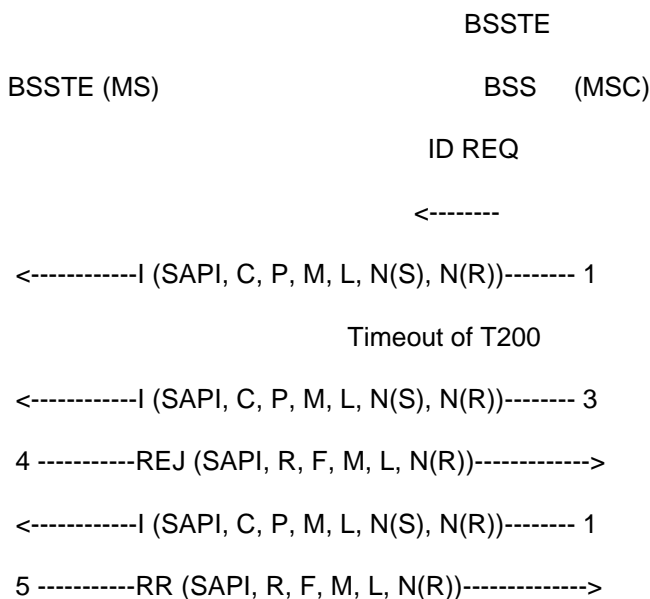 BSSTE
BSSTE (MS) BSS (MSC)
ID REQ
<--------
<------------I (SAPI, C, P, M, L, N(S), N(R))-------- 1
Timeout of T200
<------------I (SAPI, C, P, M, L, N(S), N(R))-------- 3
4 -----------REJ (SAPI, R, F, M, L, N(R))------------->
<------------I (SAPI, C, P, M, L, N(S), N(R))-------- 1
5 -----------RR (SAPI, R, F, M, L, N(R))-------------->